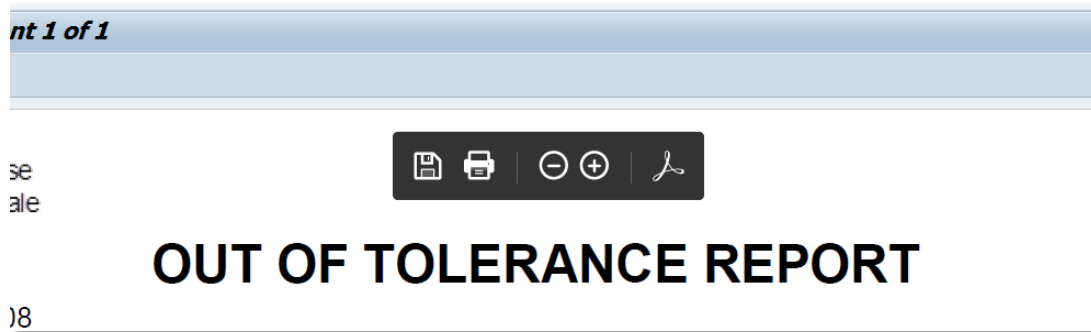 nt 1 of 1
se
ale
OUT OF TOLERANCE REPORT
08